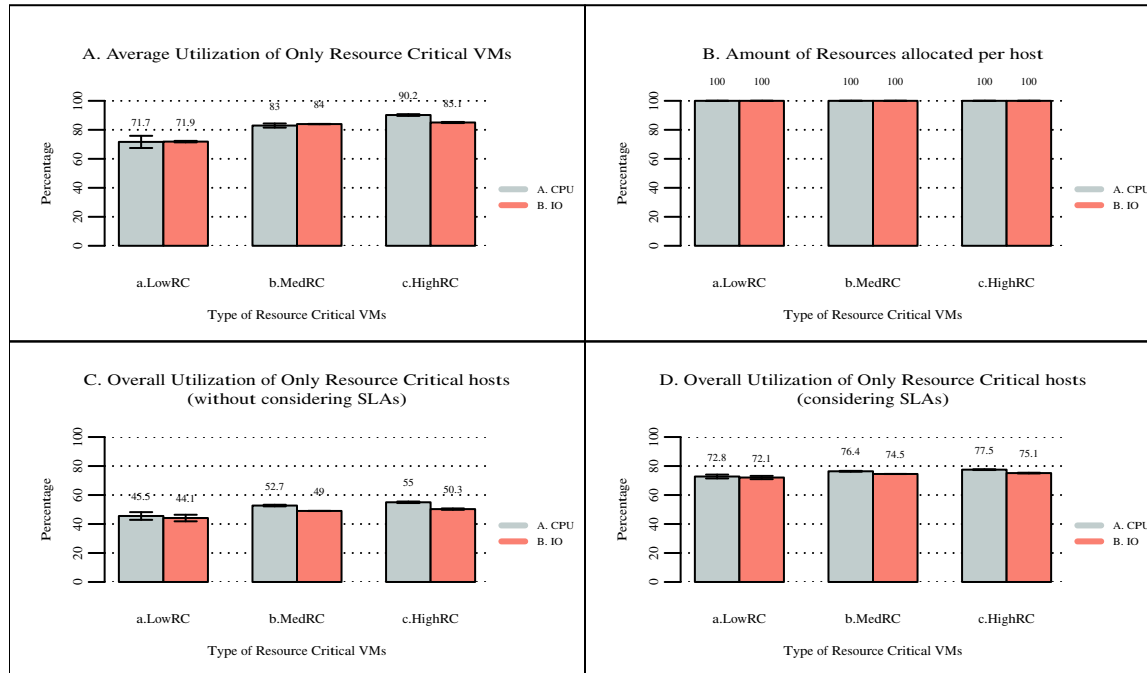 A. Average Utilization of Only Resource Critical VMs
71.7
71.9
83
84
90.2
85.1
Percentage
0
20
40
60
80
100
A. CPU
B. IO
a.LowRC
b.MedRC
c.HighRC
Type of Resource Critical VMs
B. Amount of Resources allocated per host
100
100
100
100
100
100
Percentage
0
20
40
60
80
100
A. CPU
B. IO
a.LowRC
b.MedRC
c.HighRC
Type of Resource Critical VMs
C. Overall Utilization of Only Resource Critical hosts
(without considering SLAs)
45.5
44.1
52.7
49
55
50.3
Percentage
0
20
40
60
80
100
A. CPU
B. IO
a.LowRC
b.MedRC
c.HighRC
Type of Resource Critical VMs
D. Overall Utilization of Only Resource Critical hosts
(considering SLAs)
72.8
72.1
76.4
74.5
77.5
75.1
Percentage
0
20
40
60
80
100
A. CPU
B. IO
a.LowRC
b.MedRC
c.HighRC
Type of Resource Critical VMs